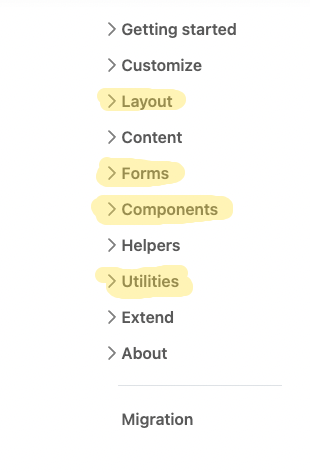 Getting started
Customize
Layout
Content
Forms
Components
Helpers
Utilities
Extend
About
Migration